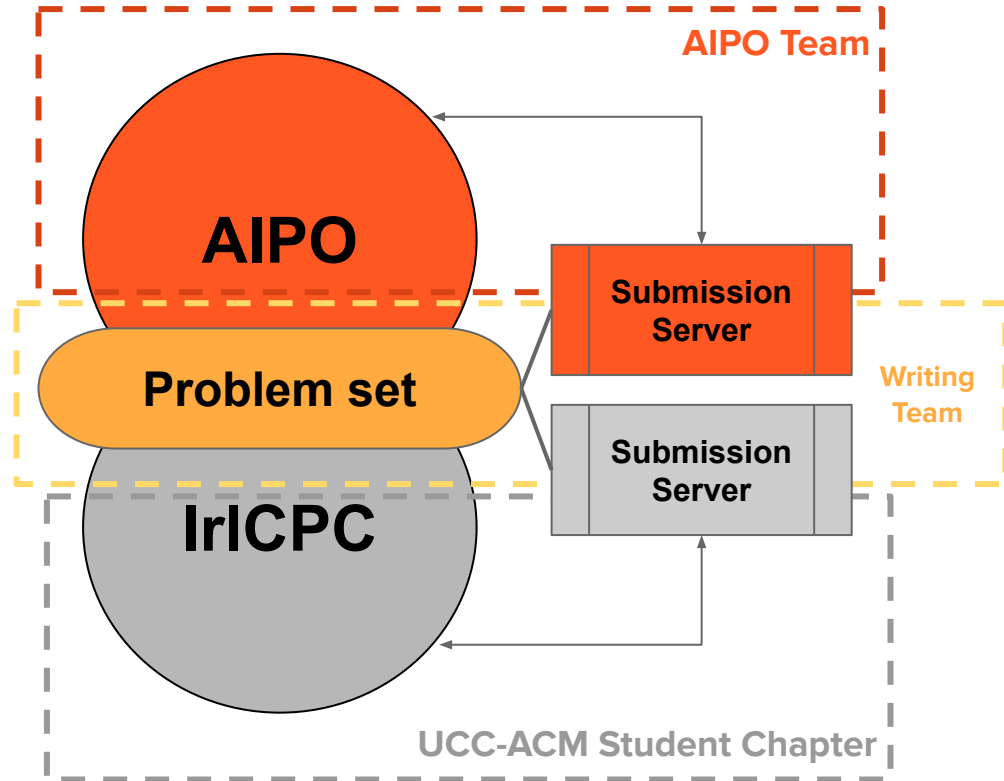 AIPO Team
AIPO
Submission
Server
Problem set
Writing
Team
Submission
Server
IrICPC
UCC-ACM Student Chapter